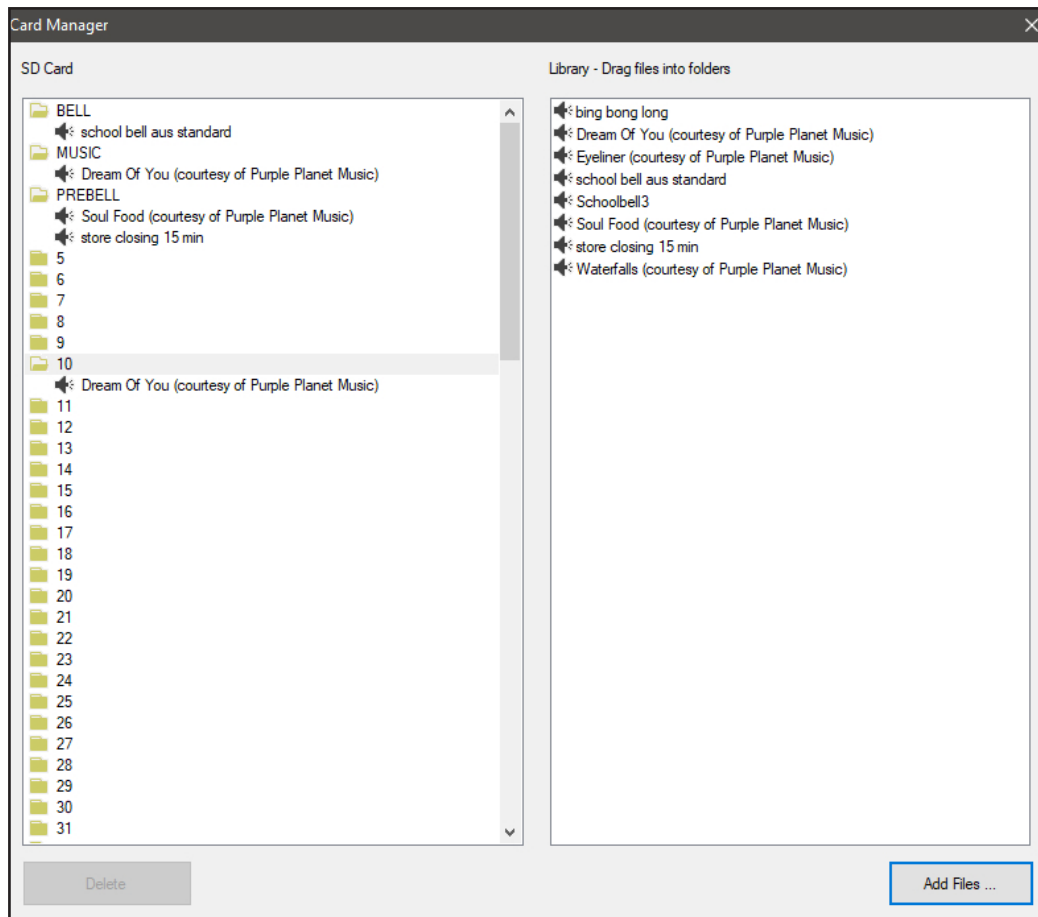 Card Manager
SD Card
BELL
school bell aus standard
MUSIC
Dream Of You (courtesy of Purple Planet Music)
PREBELL
Soul Food (courtesy of Purple Planet Music)
store closing 15 min
5
6
7
8
9
10
Dream Of You (courtesy of Purple Planet Music)
11
12
13
14
15
16
17
18
19
20
21
22
23
24
25
26
27
28
29
30
31
Delete
Library - Drag files into folders
bing bong long
Dream Of You (courtesy of Purple Planet Music)
Eyeliner (courtesy of Purple Planet Music)
school bell aus standard
Schoolbell3
Soul Food (courtesy of Purple Planet Music)
store closing 15 min
Waterfalls (courtesy of Purple Planet Music)
Add Files ...